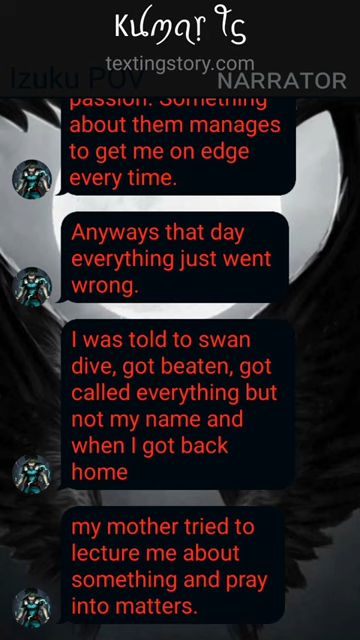 Kumar TS
textingstory.com
Izuku POV
NARRATOR
passion. Something
about them manages
to get me on edge
every time.
Anyways that day
everything just went
wrong.
I was told to swan
dive, got beaten, got
called everything but
not my name and
when I got back
home
my mother tried to
lecture me about
something and pray
into matters.